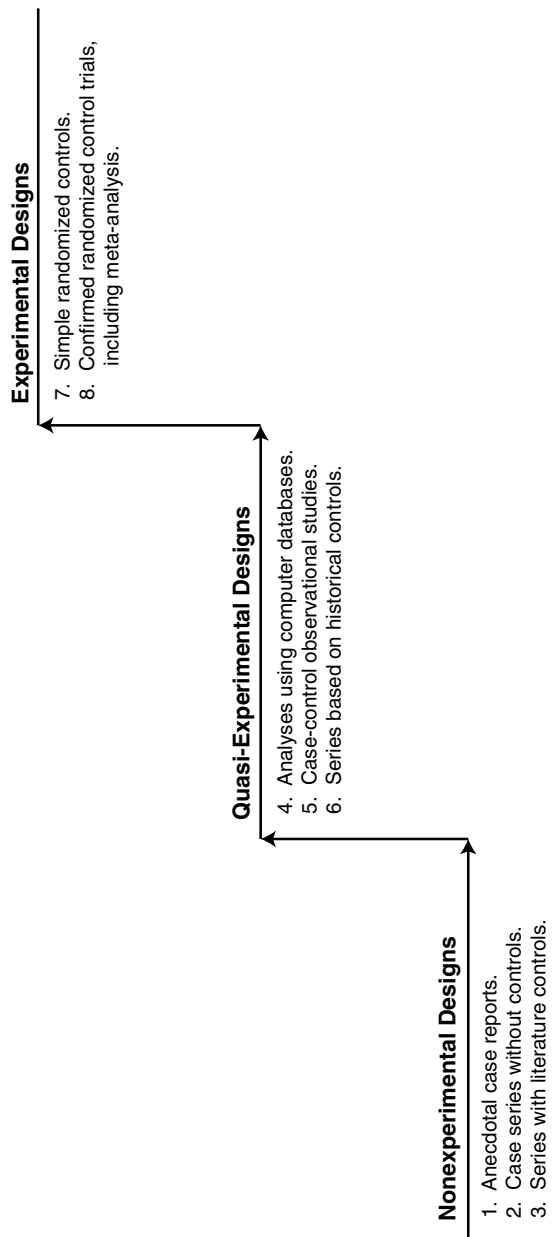 Experimental Designs
7. Simple randomized controls.
8. Confirmed randomized control trials,
including meta-analysis.
Quasi-Experimental Designs
4. Analyses using computer databases.
5. Case-control observational studies.
6. Series based on historical controls.
Nonexperimental Designs
1. Anecdotal case reports.
2. Case series without controls.
3. Series with literature controls.